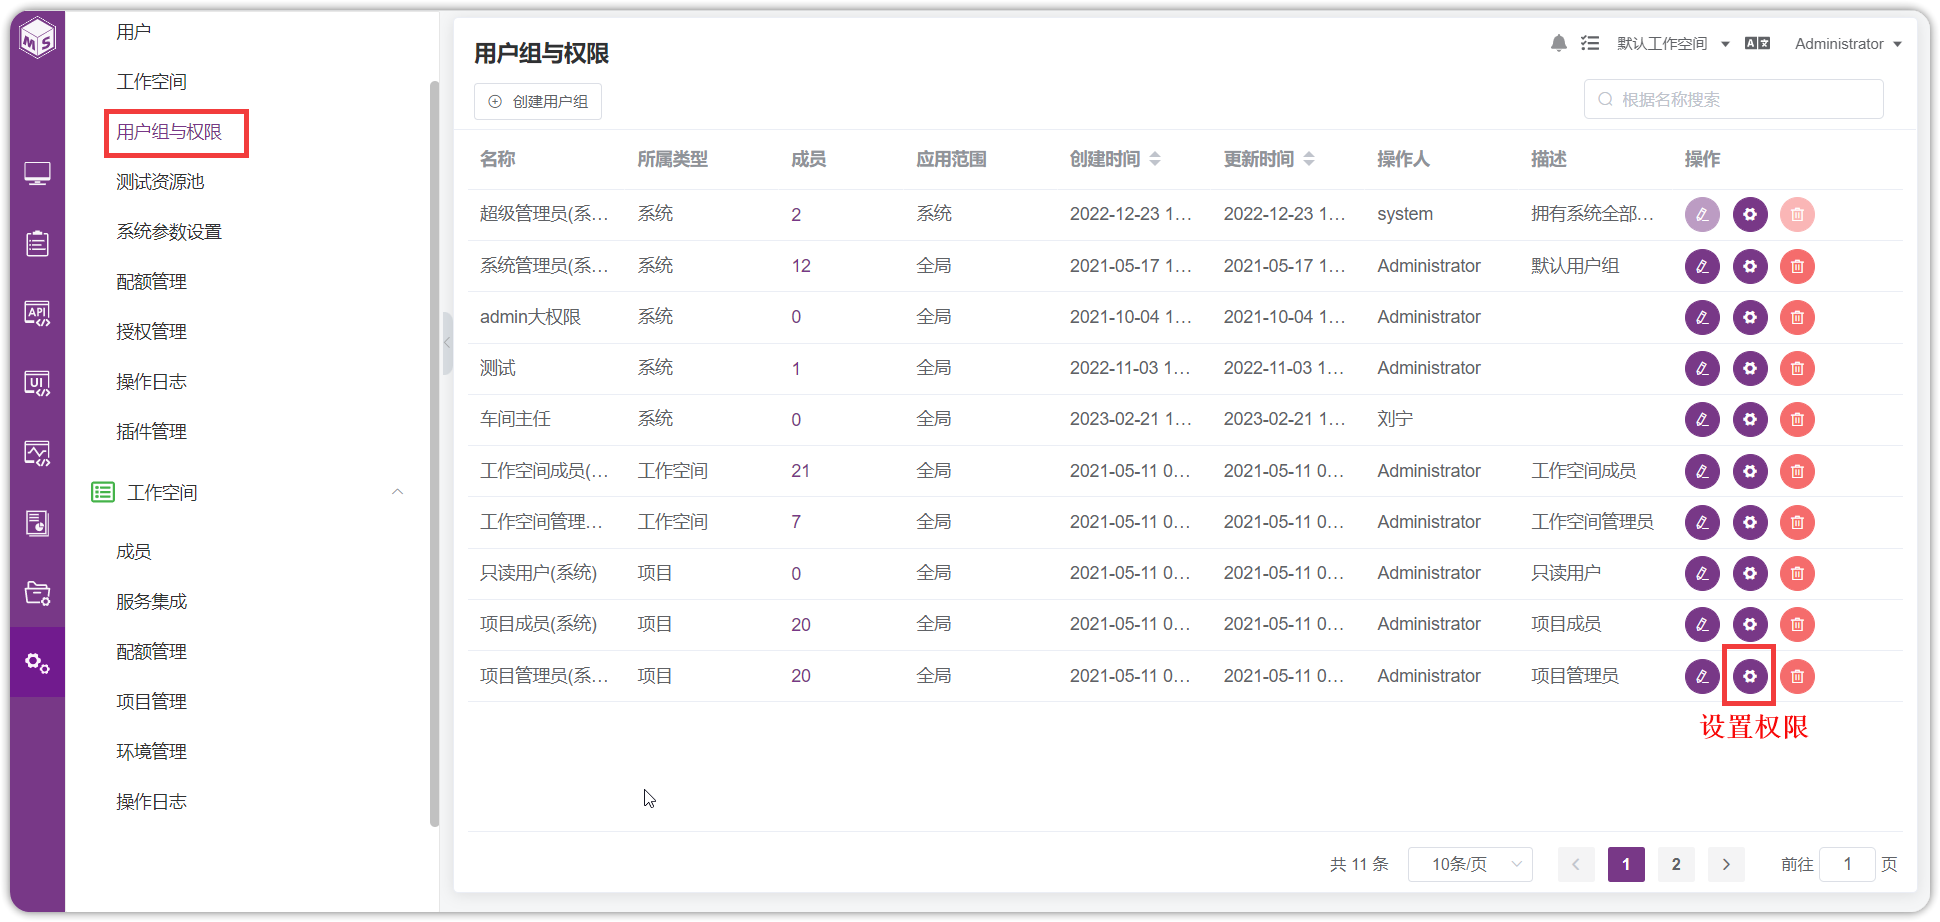 MS
API
UI
用户
工作空间
用户组与权限
测试资源池
系统参数设置
配额管理
授权管理
操作日志
插件管理
工作空间
成员
服务集成
配额管理
项目管理
环境管理
操作日志
用户组与权限
默认工作空间
Administrator
创建用户组
根据名称搜索
名称 所属类型 成员 应用范围 创建时间 更新时间 操作人 描述 操作
超级管理员(系... 系统 2 系统 2022-12-23 1... 2022-12-23 1... system 拥有系统全部...
系统管理员(系... 系统 12 全局 2021-05-17 1... 2021-05-17 1... Administrator 默认用户组
admin大权限 系统 0 全局 2021-10-04 1... 2021-10-04 1... Administrator
测试 系统 1 全局 2022-11-03 1... 2022-11-03 1... Administrator
车间主任 系统 0 全局 2023-02-21 1... 2023-02-21 1... 刘宁
工作空间成员(... 工作空间 21 全局 2021-05-11 0... 2021-05-11 0... Administrator 工作空间成员
工作空间管理... 工作空间 7 全局 2021-05-11 0... 2021-05-11 0... Administrator 工作空间管理员
只读用户(系统) 项目 0 全局 2021-05-11 0... 2021-05-11 0... Administrator 只读用户
项目成员(系统) 项目 20 全局 2021-05-11 0... 2021-05-11 0... Administrator 项目成员
项目管理员(系... 项目 20 全局 2021-05-11 0... 2021-05-11 0... Administrator 项目管理员
设置权限
共 11 条 10条/页 1 2 前往 1 页